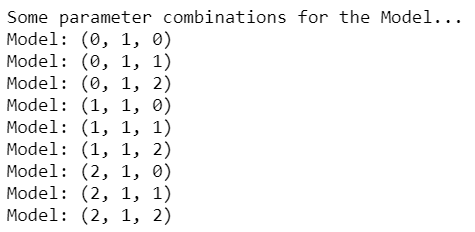 Some parameter combinations for the Model...
Model: (0, 1, 0)
Model: (0, 1, 1)
Model: (0, 1, 2)
Model: (1, 1, 0)
Model: (1, 1, 1)
Model: (1, 1, 2)
Model: (2, 1, 0)
Model: (2, 1, 1)
Model: (2, 1, 2)